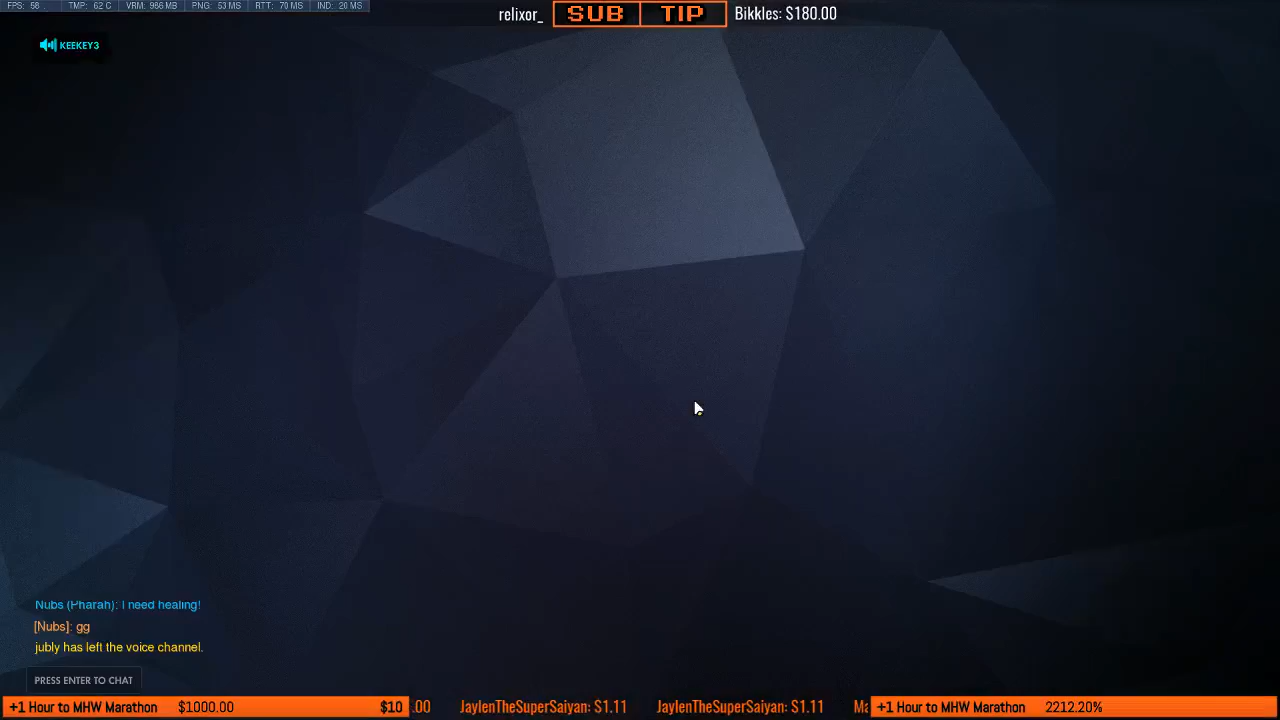 FPS: 58 TMP: 62 C VRM: 966 MB PNG: 53 MS RTT: 70 MS IND: 20 MS
relixor_ SUB TIP Bikkles: $180.00
KEEKEY3
Nubs (Pharah): I need healing!
[Nubs]: gg
jubly has left the voice channel.
PRESS ENTER TO CHAT
+1 Hour to MHW Marathon $1000.00 $10 .00 JaylenTheSuperSaiyan: $1.11 JaylenTheSuperSaiyan: $1.11 Ma +1 Hour to MHW Marathon 2212.20%